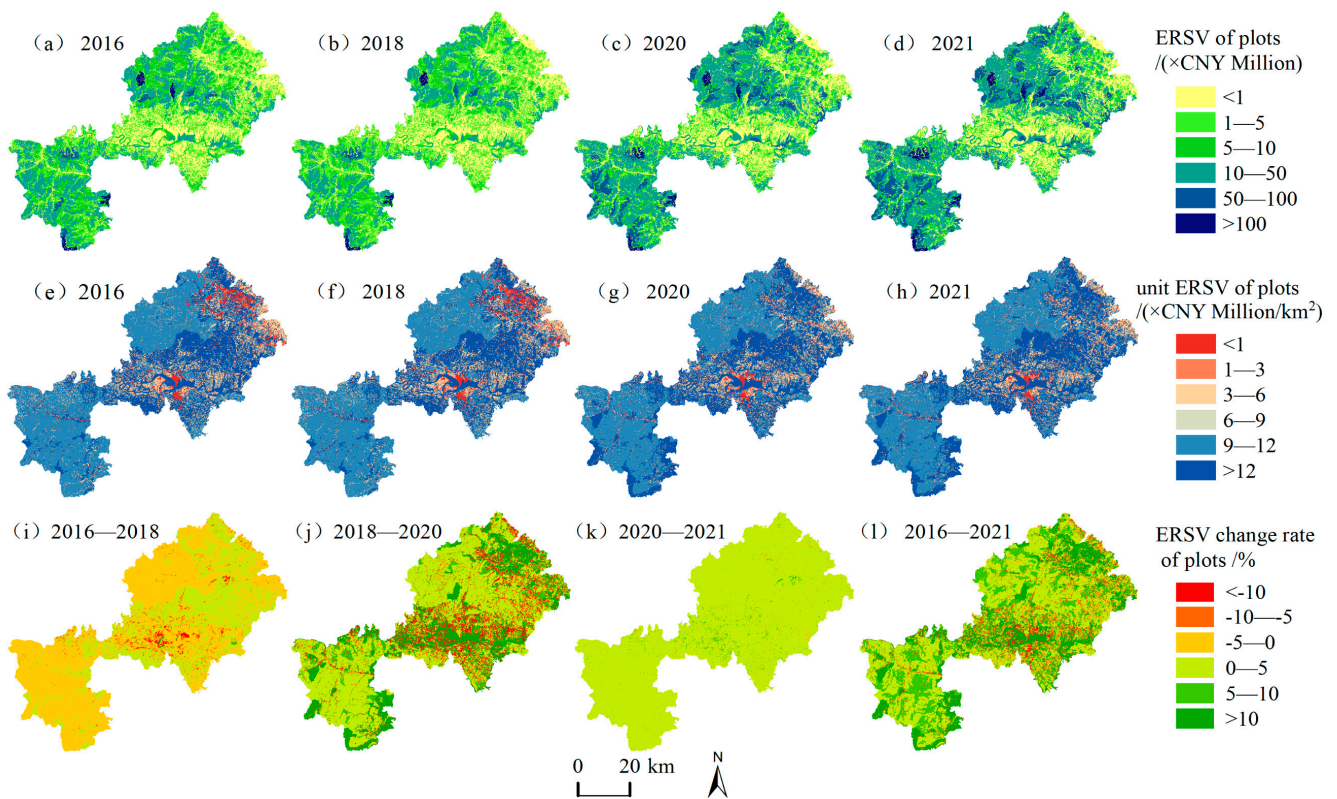 (a) 2016
(b) 2018
(c) 2020
(d) 2021
ERSV of plots
/(×CNY Million)
<1
1—5
5—10
10—50
50—100
>100
(e) 2016
(f) 2018
(g) 2020
(h) 2021
unit ERSV of plots
/(×CNY Million/km²)
<1
1—3
3—6
6—9
9—12
>12
(i) 2016—2018
(j) 2018—2020
(k) 2020—2021
(l) 2016—2021
ERSV change rate
of plots /%
<-10
-10—-5
-5—0
0—5
5—10
>10
0 20 km
N